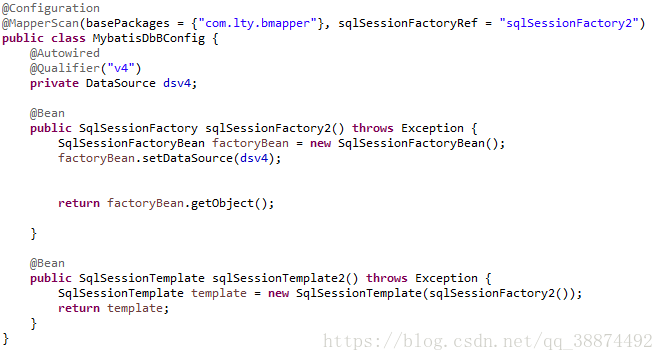 @Configuration
@MapperScan(basePackages = {"com.lty.bmapper"}, sqlSessionFactoryRef = "sqlSessionFactory2")
public class MybatisDbBConfig {
    @Autowired
    @Qualifier("v4")
    private DataSource dsv4;

    @Bean
    public SqlSessionFactory sqlSessionFactory2() throws Exception {
        SqlSessionFactoryBean factoryBean = new SqlSessionFactoryBean();
        factoryBean.setDataSource(dsv4);


        return factoryBean.getObject();

    }

    @Bean
    public SqlSessionTemplate sqlSessionTemplate2() throws Exception {
        SqlSessionTemplate template = new SqlSessionTemplate(sqlSessionFactory2());
        return template;
    }
}
https://blog.csdn.net/qq_38874492